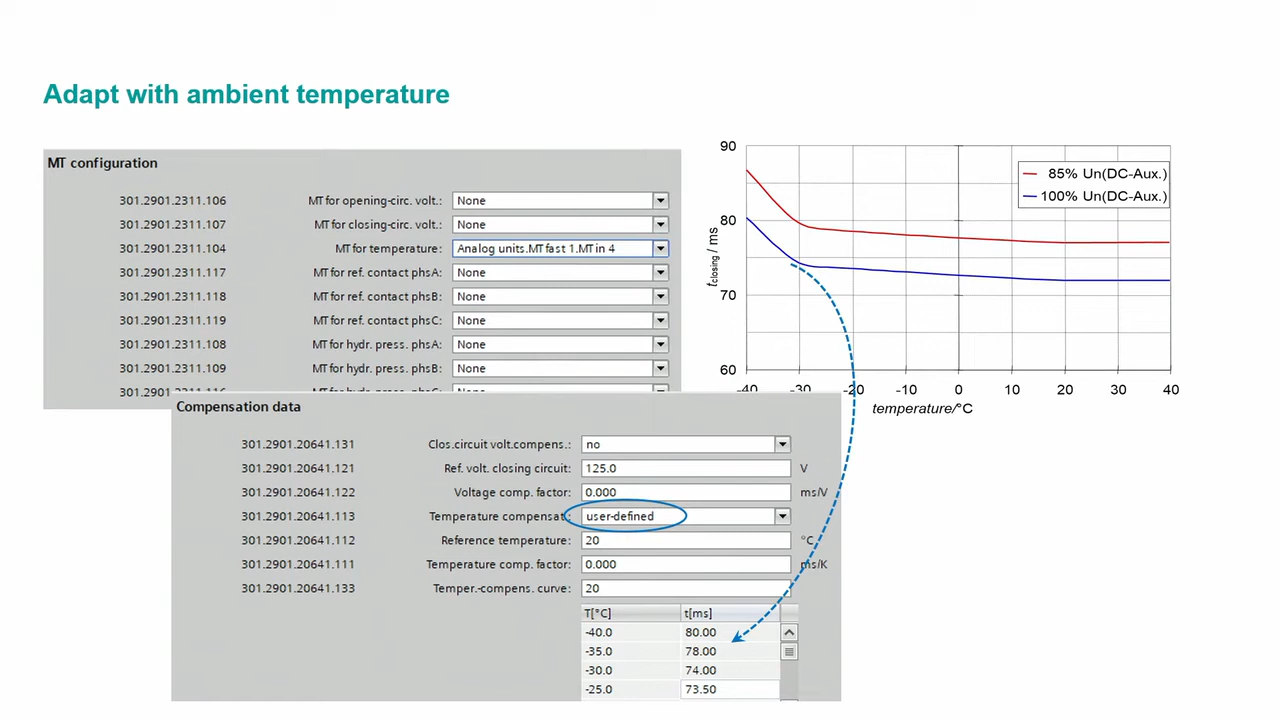 Adapt with ambient temperature
MT configuration
301.2901.2311.106 MT for opening-circ. volt.: None
301.2901.2311.107 MT for closing-circ. volt.: None
301.2901.2311.104 MT for temperature: Analog units.MT fast 1.MT in 4
301.2901.2311.117 MT for ref. contact phsA: None
301.2901.2311.118 MT for ref. contact phsB: None
301.2901.2311.119 MT for ref. contact phsC: None
301.2901.2311.108 MT for hydr. press. phsA: None
301.2901.2311.109 MT for hydr. press. phsB: None
Compensation data
301.2901.20641.131 Clos.circuit volt.compens.: no
301.2901.20641.121 Ref. volt. closing circuit: 125.0 V
301.2901.20641.122 Voltage comp. factor: 0.000 ms/V
301.2901.20641.113 Temperature compensat.: user-defined
301.2901.20641.112 Reference temperature: 20 °C
301.2901.20641.111 Temperature comp. factor: 0.000 ms/K
301.2901.20641.133 Temper.-compens. curve: 20
T[°C] t[ms]
-40.0 80.00
-35.0 78.00
-30.0 74.00
-25.0 73.50
90
80
70
60
tclosing / ms
85% Un(DC-Aux.)
100% Un(DC-Aux.)
-40 -30 -20 -10 0 10 20 30 40
temperature/°C